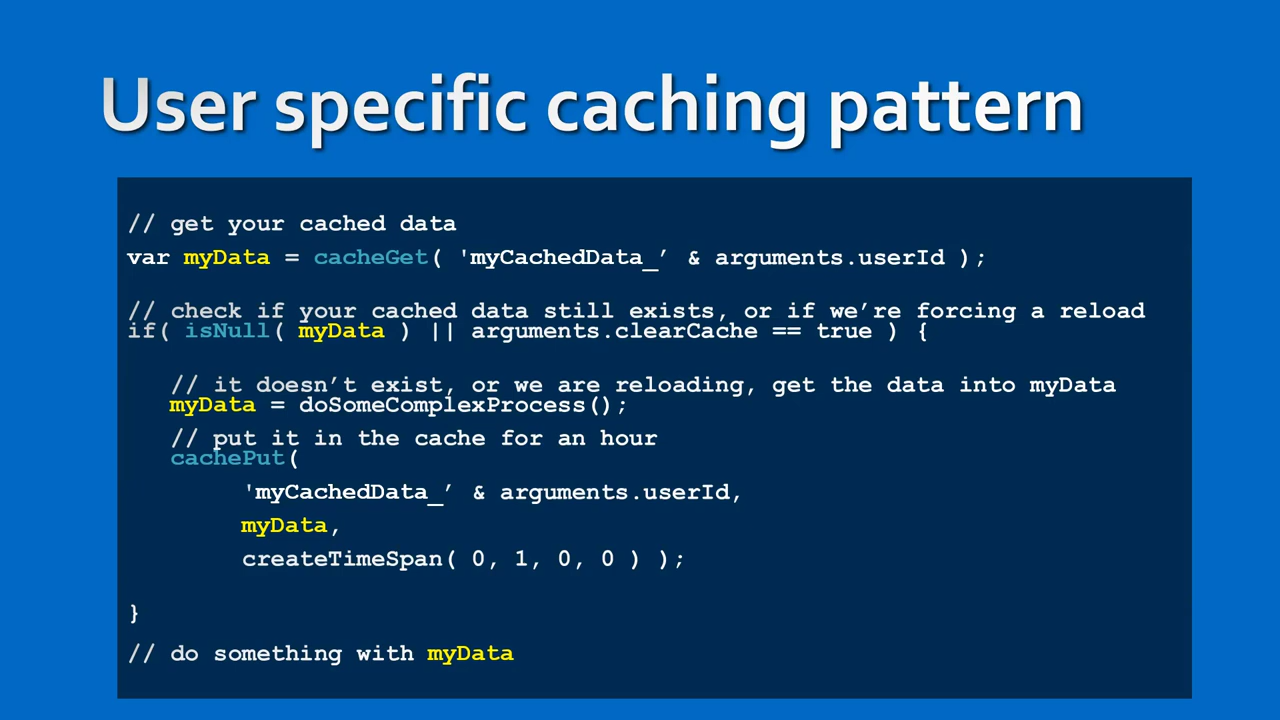 User specific caching pattern
// get your cached data
var myData = cacheGet( 'myCachedData_’ & arguments.userId );
// check if your cached data still exists, or if we’re forcing a reload
if( isNull( myData ) || arguments.clearCache == true ) {
// it doesn’t exist, or we are reloading, get the data into myData
myData = doSomeComplexProcess();
// put it in the cache for an hour
cachePut(
'myCachedData_’ & arguments.userId,
myData,
createTimeSpan( 0, 1, 0, 0 ) );
}
// do something with myData